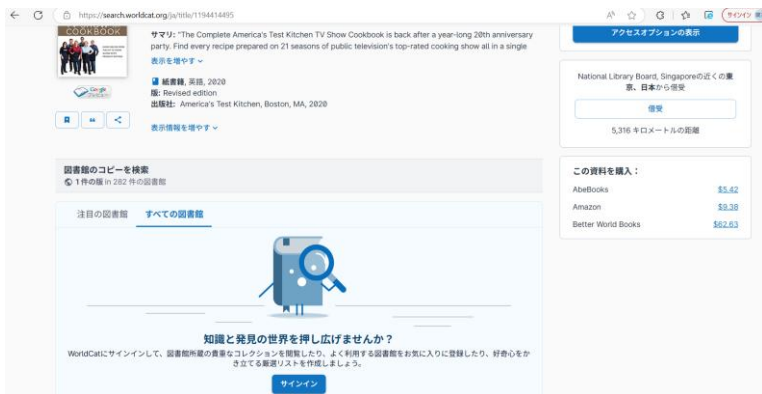 https://search.worldcat.org/ja/title/1194414495
サインイン
COOKBOOK
サマリ: "The Complete America's Test Kitchen TV Show Cookbook is back after a year-long 20th anniversary
party. Find every recipe prepared on 21 seasons of public television's top-rated cooking show all in a single
表示を増やす
紙書籍, 英語, 2020
版: Revised edition
出版社: America's Test Kitchen, Boston, MA, 2020
表示情報を増やす
Google
図書館のコピーを検索
1 件の版 in 282 件の図書館
注目の図書館 すべての図書館
知識と発見の世界を押し広げませんか？
WorldCatにサインインして、図書館所蔵の貴重なコレクションを閲覧したり、よく利用する図書館をお気に入りに登録したり、好奇心をか
き立てる厳選リストを作成しましょう。
サインイン
アクセスオプションの表示
National Library Board, Singaporeの近くの東
京、日本から借受
借受
5,316 キロメートルの距離
この資料を購入：
AbeBooks $5.42
Amazon $9.38
Better World Books $62.63